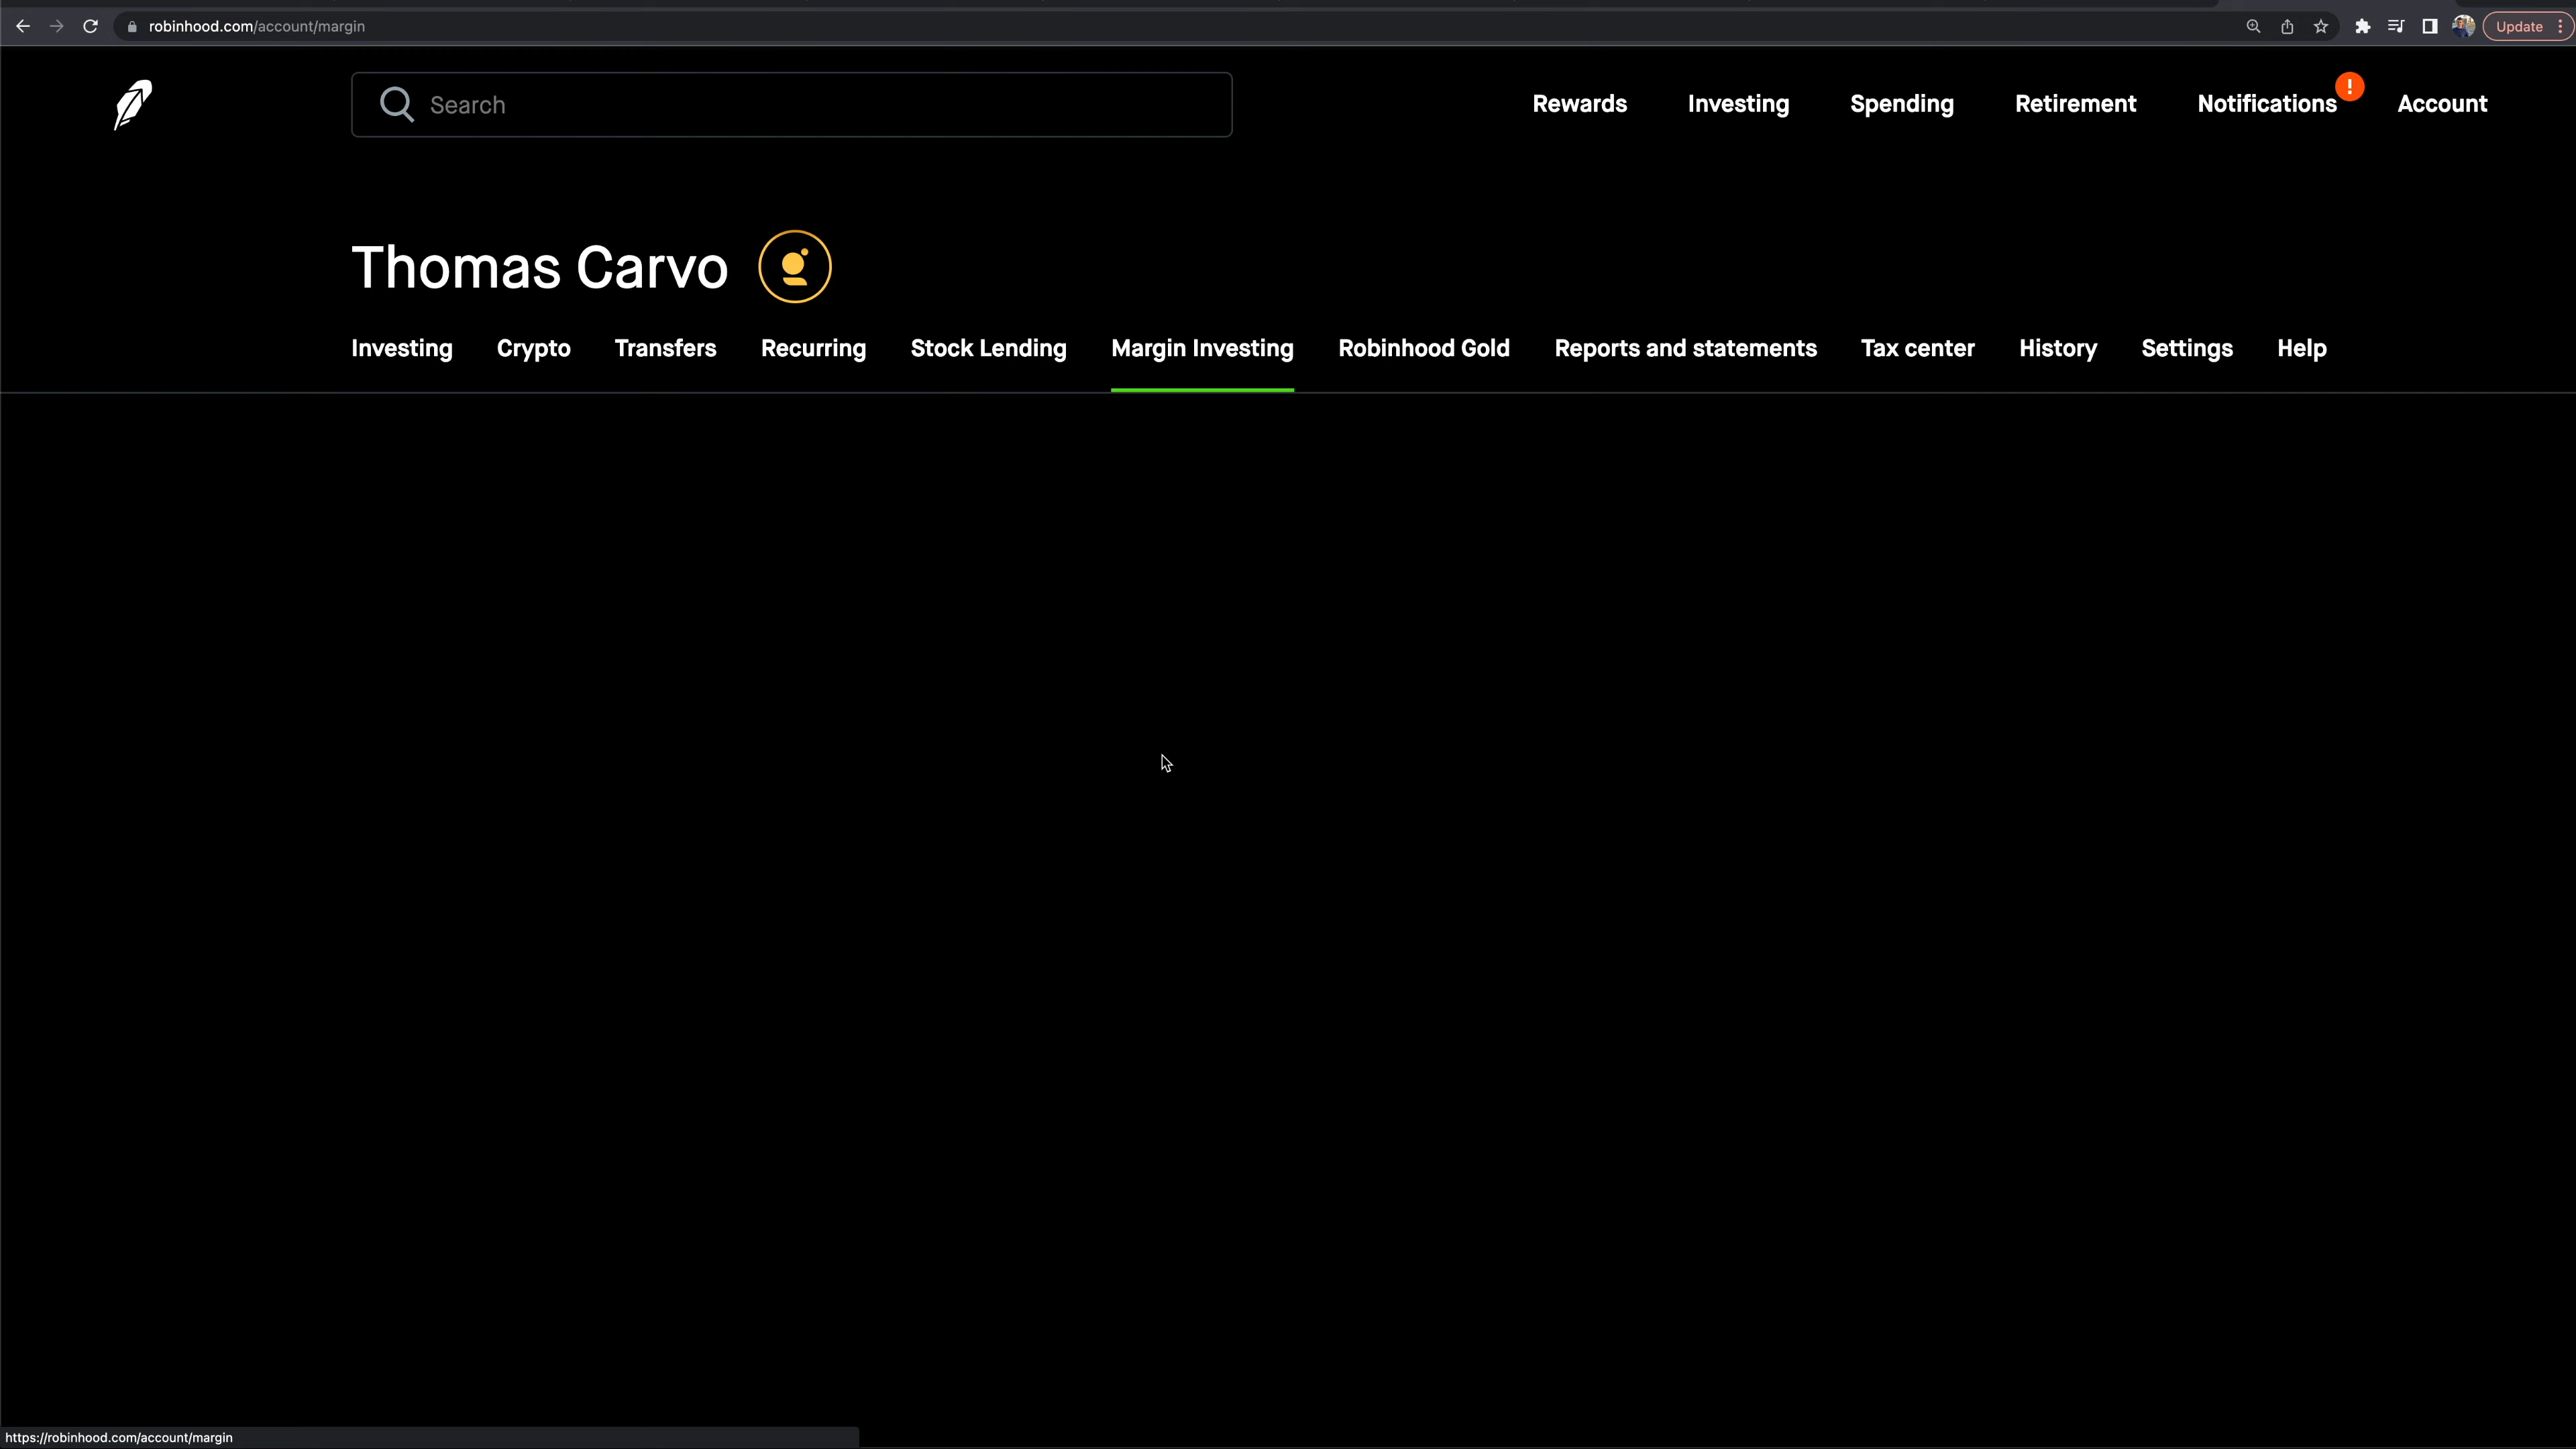 robinhood.com/account/margin
Update
Search
Rewards Investing Spending Retirement Notifications ! Account
Thomas Carvo
Investing Crypto Transfers Recurring Stock Lending Margin Investing Robinhood Gold Reports and statements Tax center History Settings Help
https://robinhood.com/account/margin